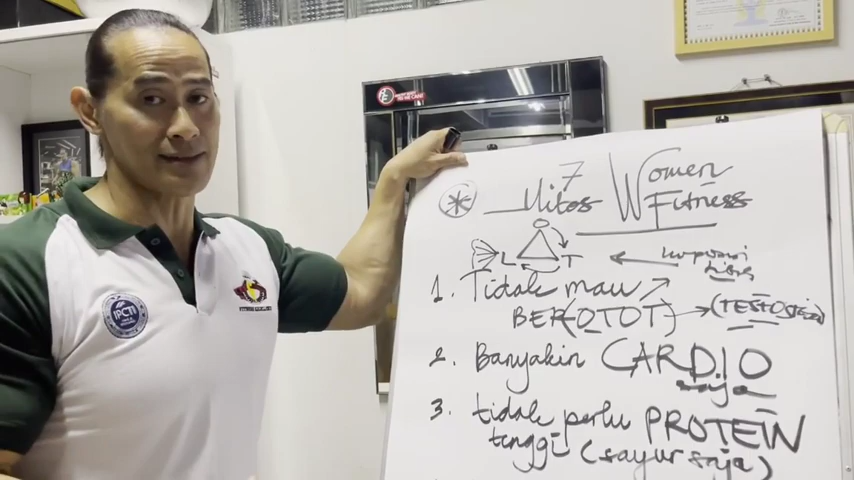 7
Mitos Women
Fitness
L T
1. Tidak mau
BEROTOT (TESTOSTERON)
2. Banyakin CARDIO
saja
3. tidak perlu PROTEIN
tinggi (sayur saja)
IPCTI